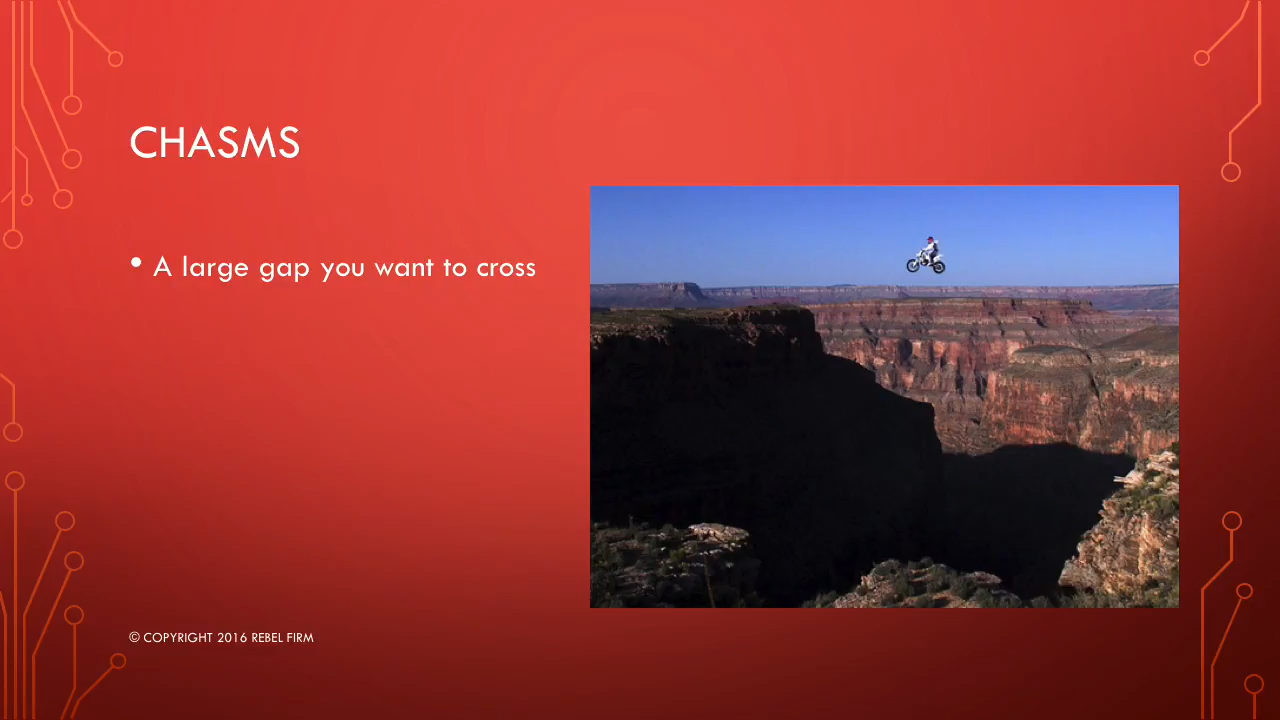 CHASMS
• A large gap you want to cross
© COPYRIGHT 2016 REBEL FIRM